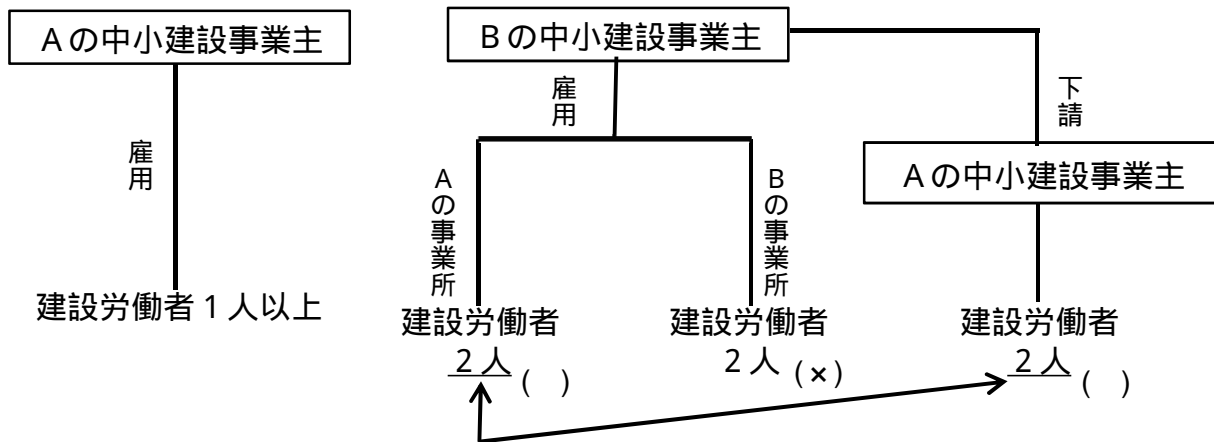 Aの中小建設事業主
雇用
建設労働者1人以上
Bの中小建設事業主
雇用
下請
Aの事業所
Bの事業所
Aの中小建設事業主
建設労働者
2人( )
建設労働者
2人(×)
建設労働者
2人( )